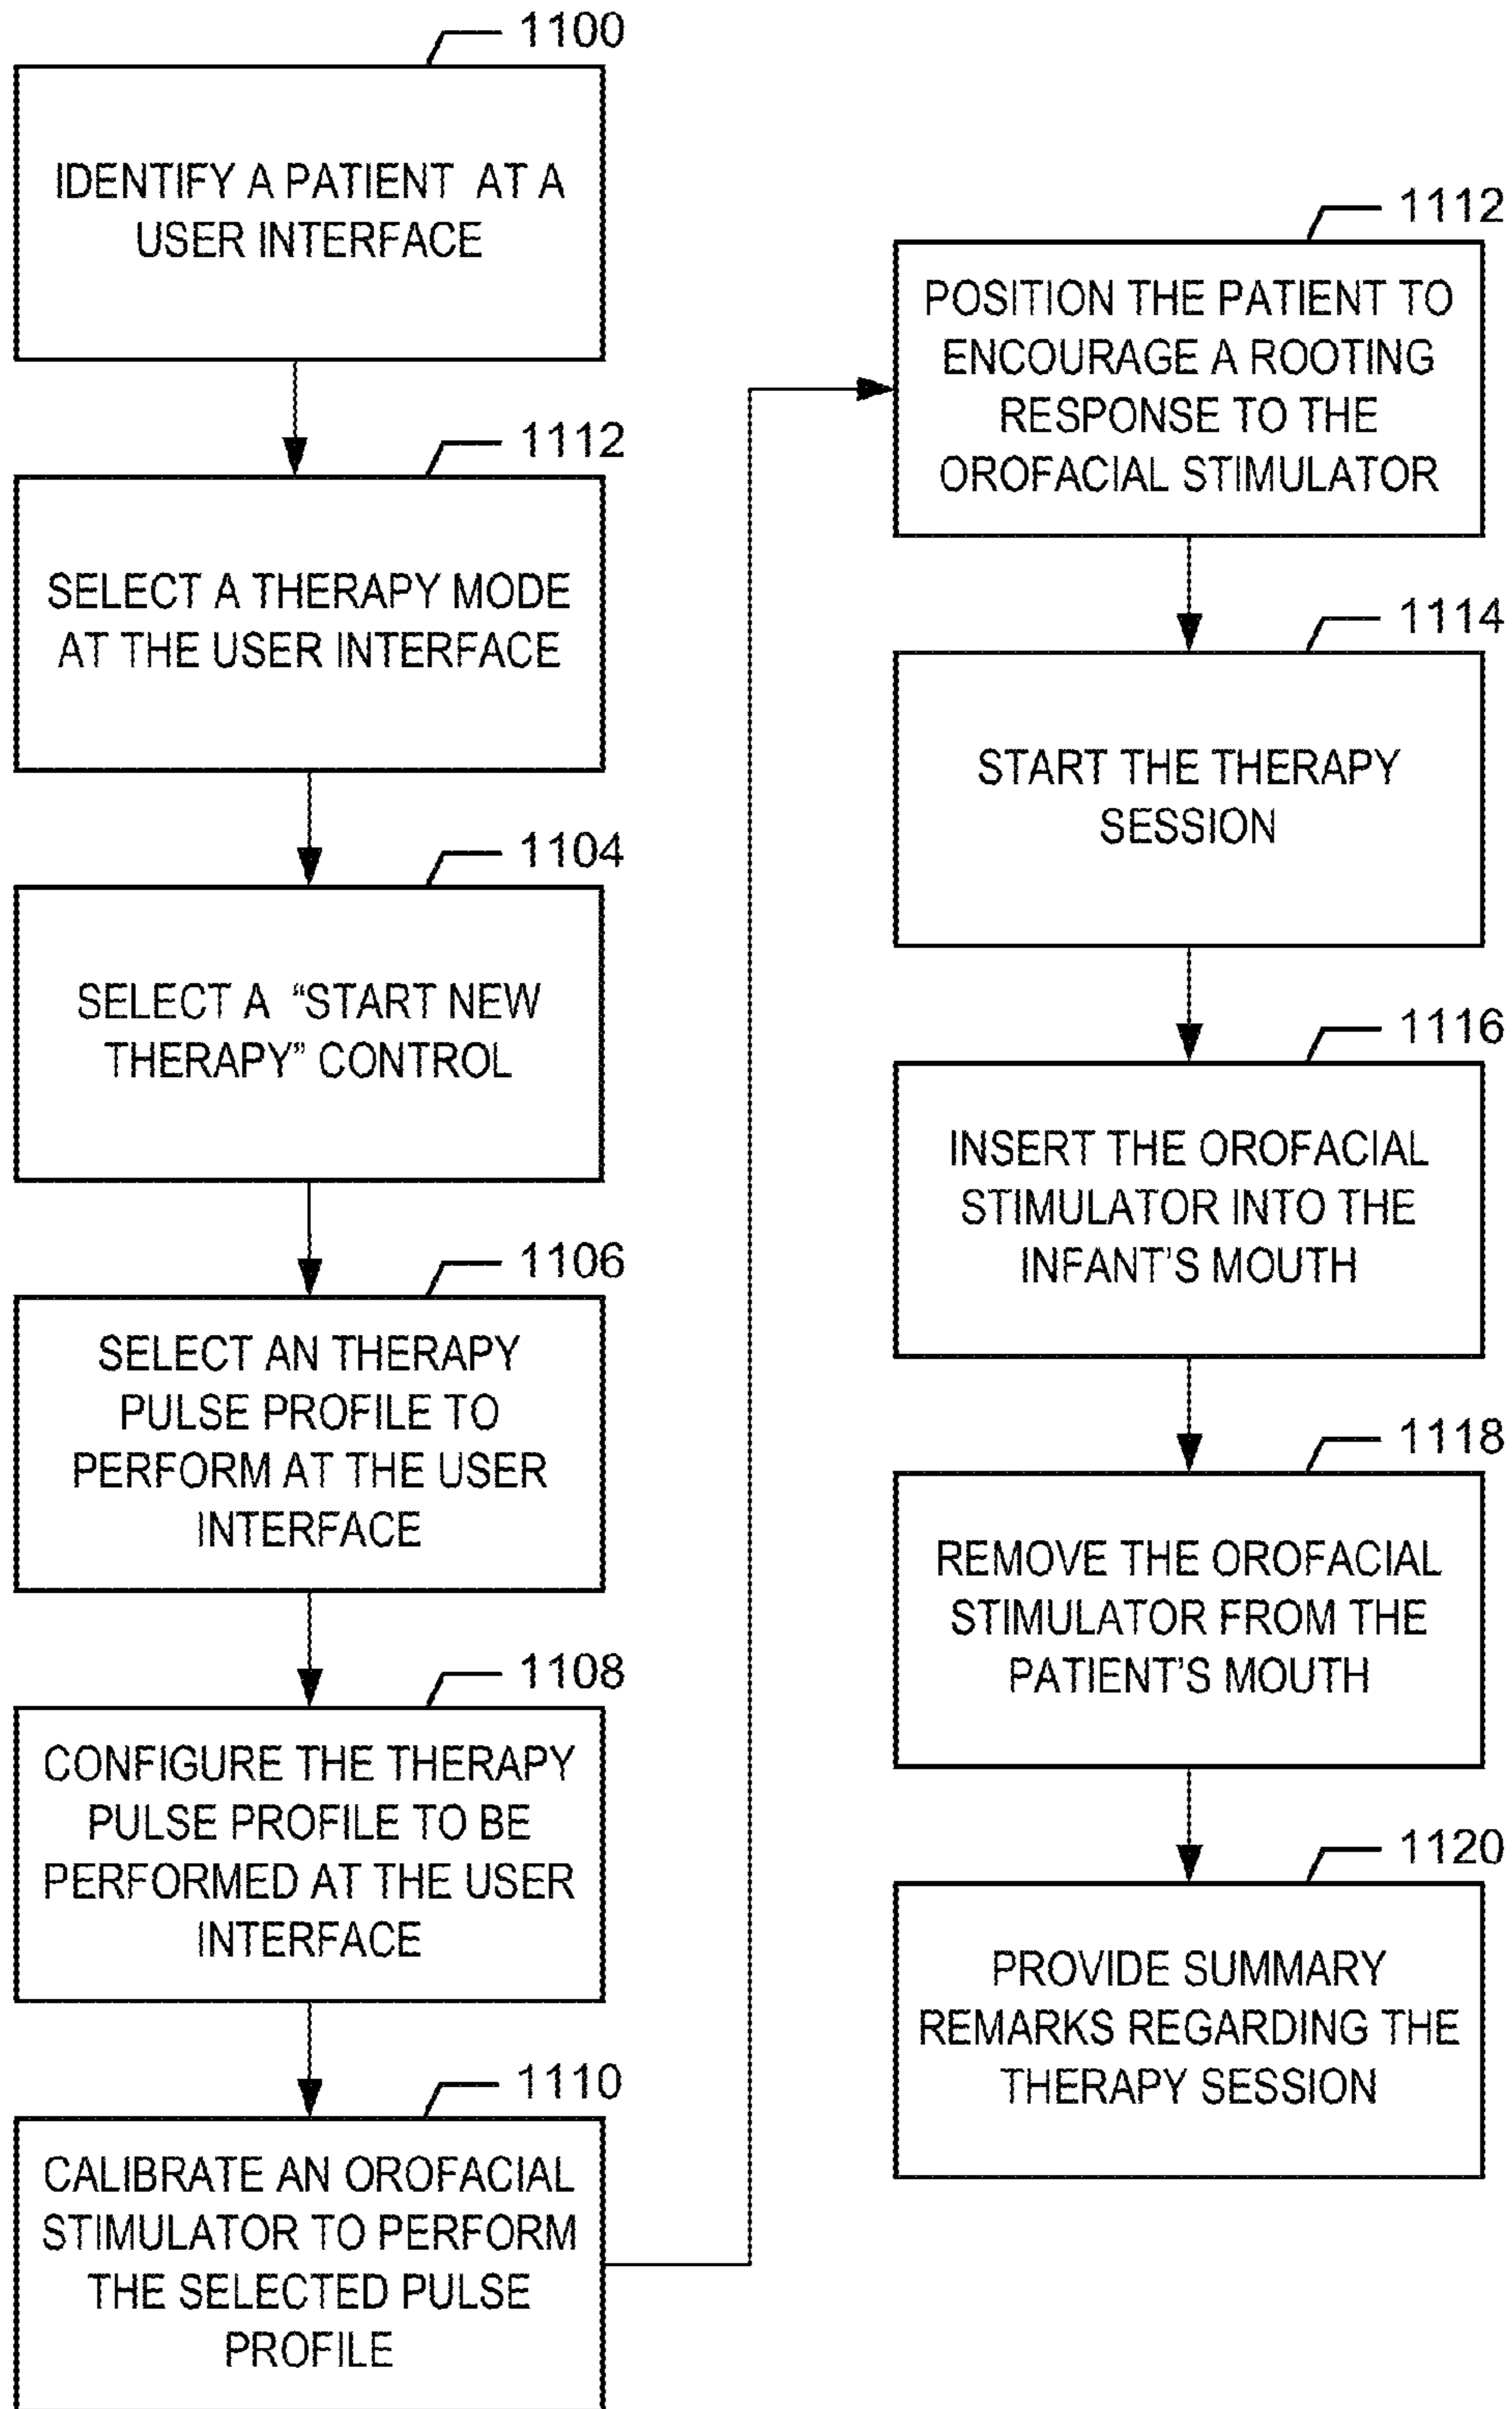 1100
IDENTIFY A PATIENT AT A
USER INTERFACE
1112
SELECT A THERAPY MODE
AT THE USER INTERFACE
1104
SELECT A “START NEW
THERAPY” CONTROL
1106
SELECT AN THERAPY
PULSE PROFILE TO
PERFORM AT THE USER
INTERFACE
1108
CONFIGURE THE THERAPY
PULSE PROFILE TO BE
PERFORMED AT THE USER
INTERFACE
1110
CALIBRATE AN OROFACIAL
STIMULATOR TO PERFORM
THE SELECTED PULSE
PROFILE
1112
POSITION THE PATIENT TO
ENCOURAGE A ROOTING
RESPONSE TO THE
OROFACIAL STIMULATOR
1114
START THE THERAPY
SESSION
1116
INSERT THE OROFACIAL
STIMULATOR INTO THE
INFANT’S MOUTH
1118
REMOVE THE OROFACIAL
STIMULATOR FROM THE
PATIENT’S MOUTH
1120
PROVIDE SUMMARY
REMARKS REGARDING THE
THERAPY SESSION